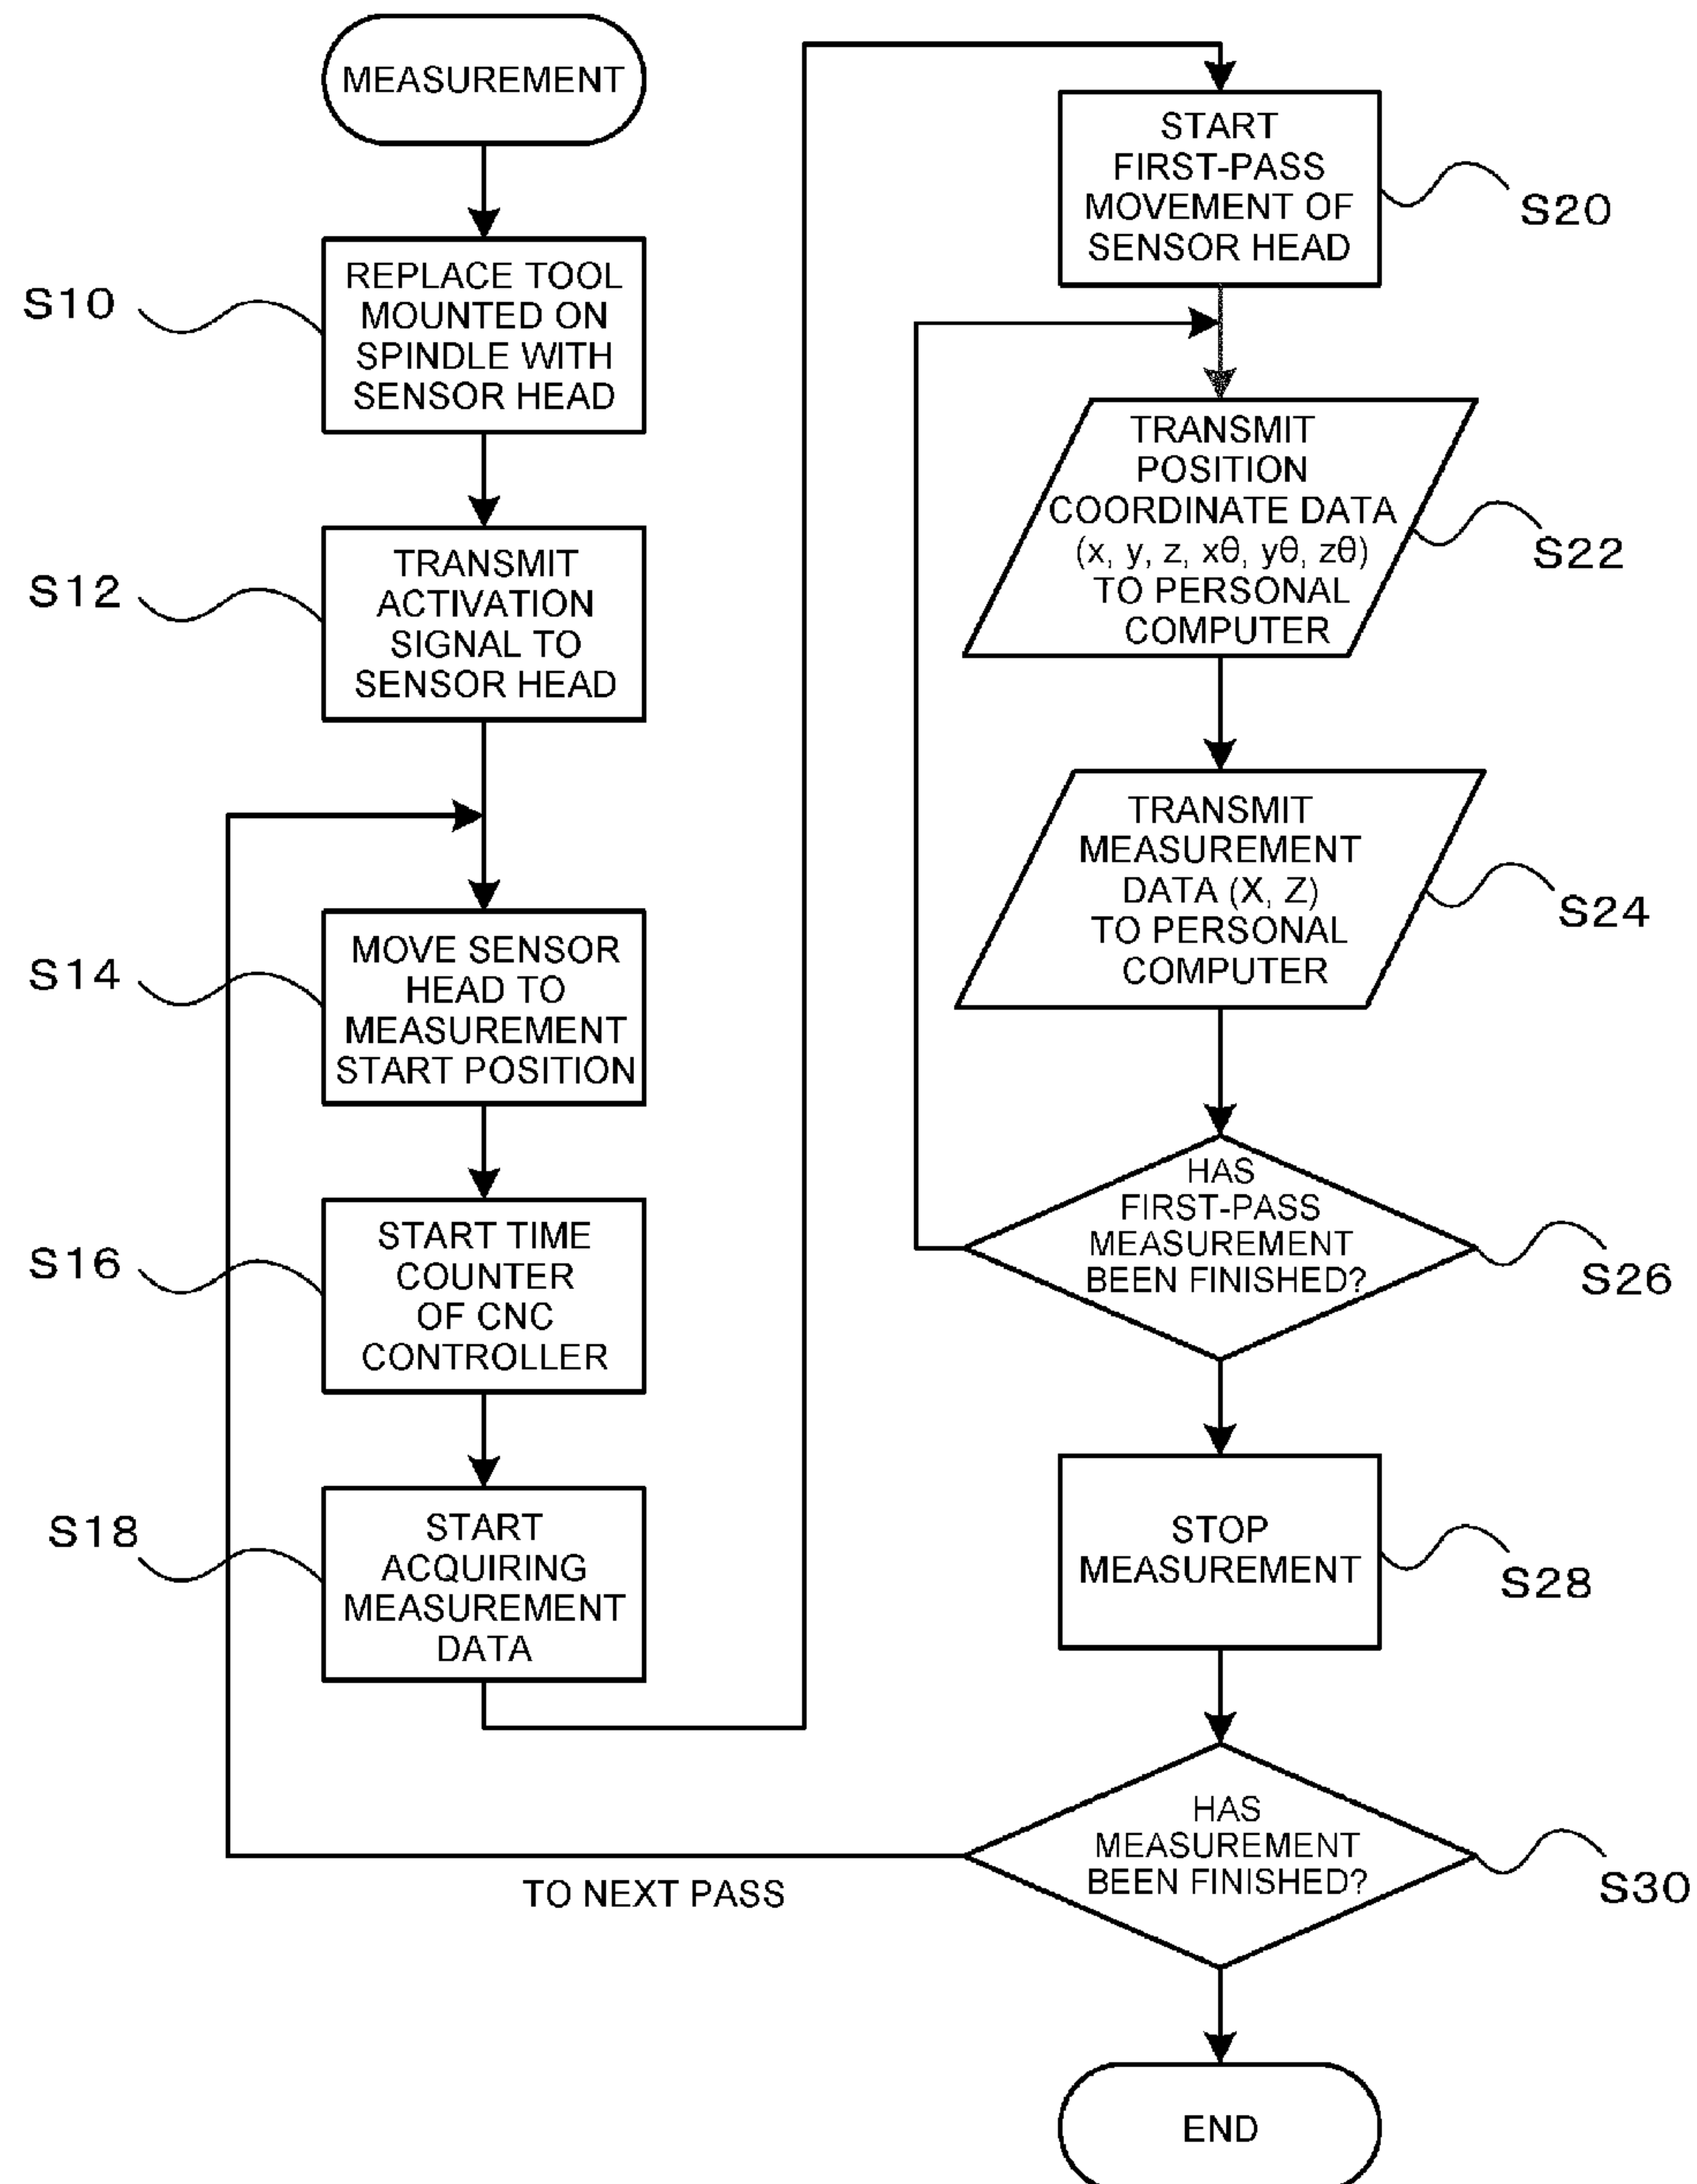 MEASUREMENT
S10
REPLACE TOOL
MOUNTED ON
SPINDLE WITH
SENSOR HEAD
S12
TRANSMIT
ACTIVATION
SIGNAL TO
SENSOR HEAD
S14
MOVE SENSOR
HEAD TO
MEASUREMENT
START POSITION
S16
START TIME
COUNTER
OF CNC
CONTROLLER
S18
START
ACQUIRING
MEASUREMENT
DATA
START
FIRST-PASS
MOVEMENT OF
SENSOR HEAD
S20
TRANSMIT
POSITION
COORDINATE DATA
(x, y, z, xθ, yθ, zθ)
TO PERSONAL
COMPUTER
S22
TRANSMIT
MEASUREMENT
DATA (X, Z)
TO PERSONAL
COMPUTER
S24
HAS
FIRST-PASS
MEASUREMENT
BEEN FINISHED?
S26
STOP
MEASUREMENT
S28
HAS
MEASUREMENT
BEEN FINISHED?
S30
TO NEXT PASS
END